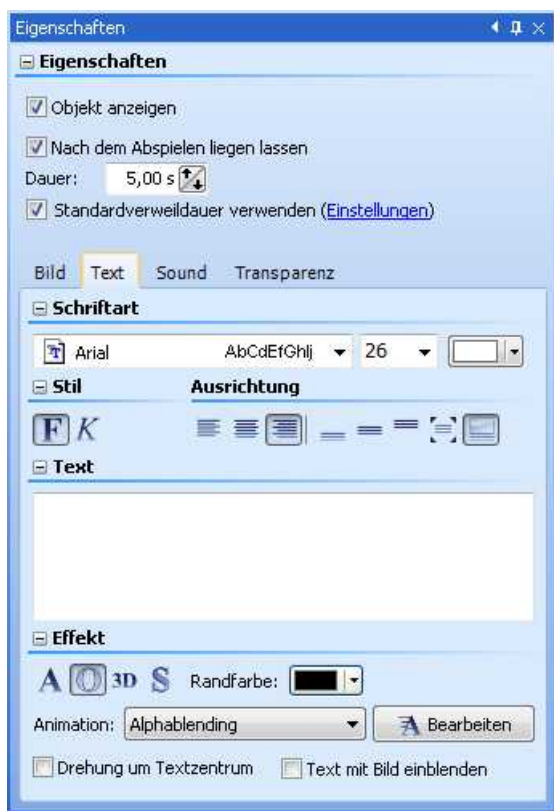 Eigenschaften
Eigenschaften
Objekt anzeigen
Nach dem Abspielen liegen lassen
Dauer: 5,00 s
Standardverweildauer verwenden (Einstellungen)
Bild Text Sound Transparenz
Schriftart
Arial AbCdEfGhIj 26
Stil Ausrichtung
F K
Text
Effekt
A O 3D S Randfarbe:
Animation: Alphablending A Bearbeiten
Drehung um Textzentrum Text mit Bild einblenden